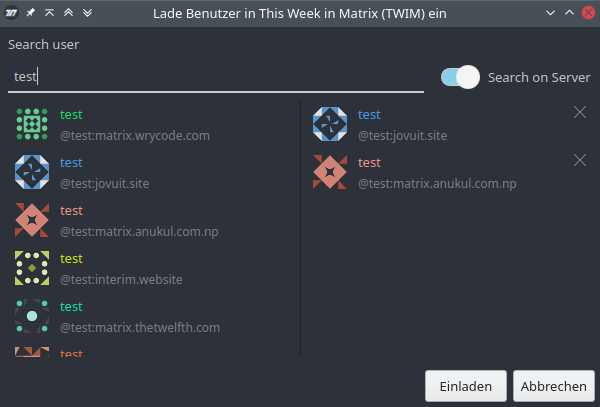 Lade Benutzer in This Week in Matrix (TWIM) ein
Search user
test
Search on Server
test
@test:matrix.wrycode.com
test
@test:jovuit.site
test
@test:matrix.anukul.com.np
test
@test:interim.website
test
@test:matrix.thetwelfth.com
test
test
@test:jovuit.site
test
@test:matrix.anukul.com.np
Einladen
Abbrechen